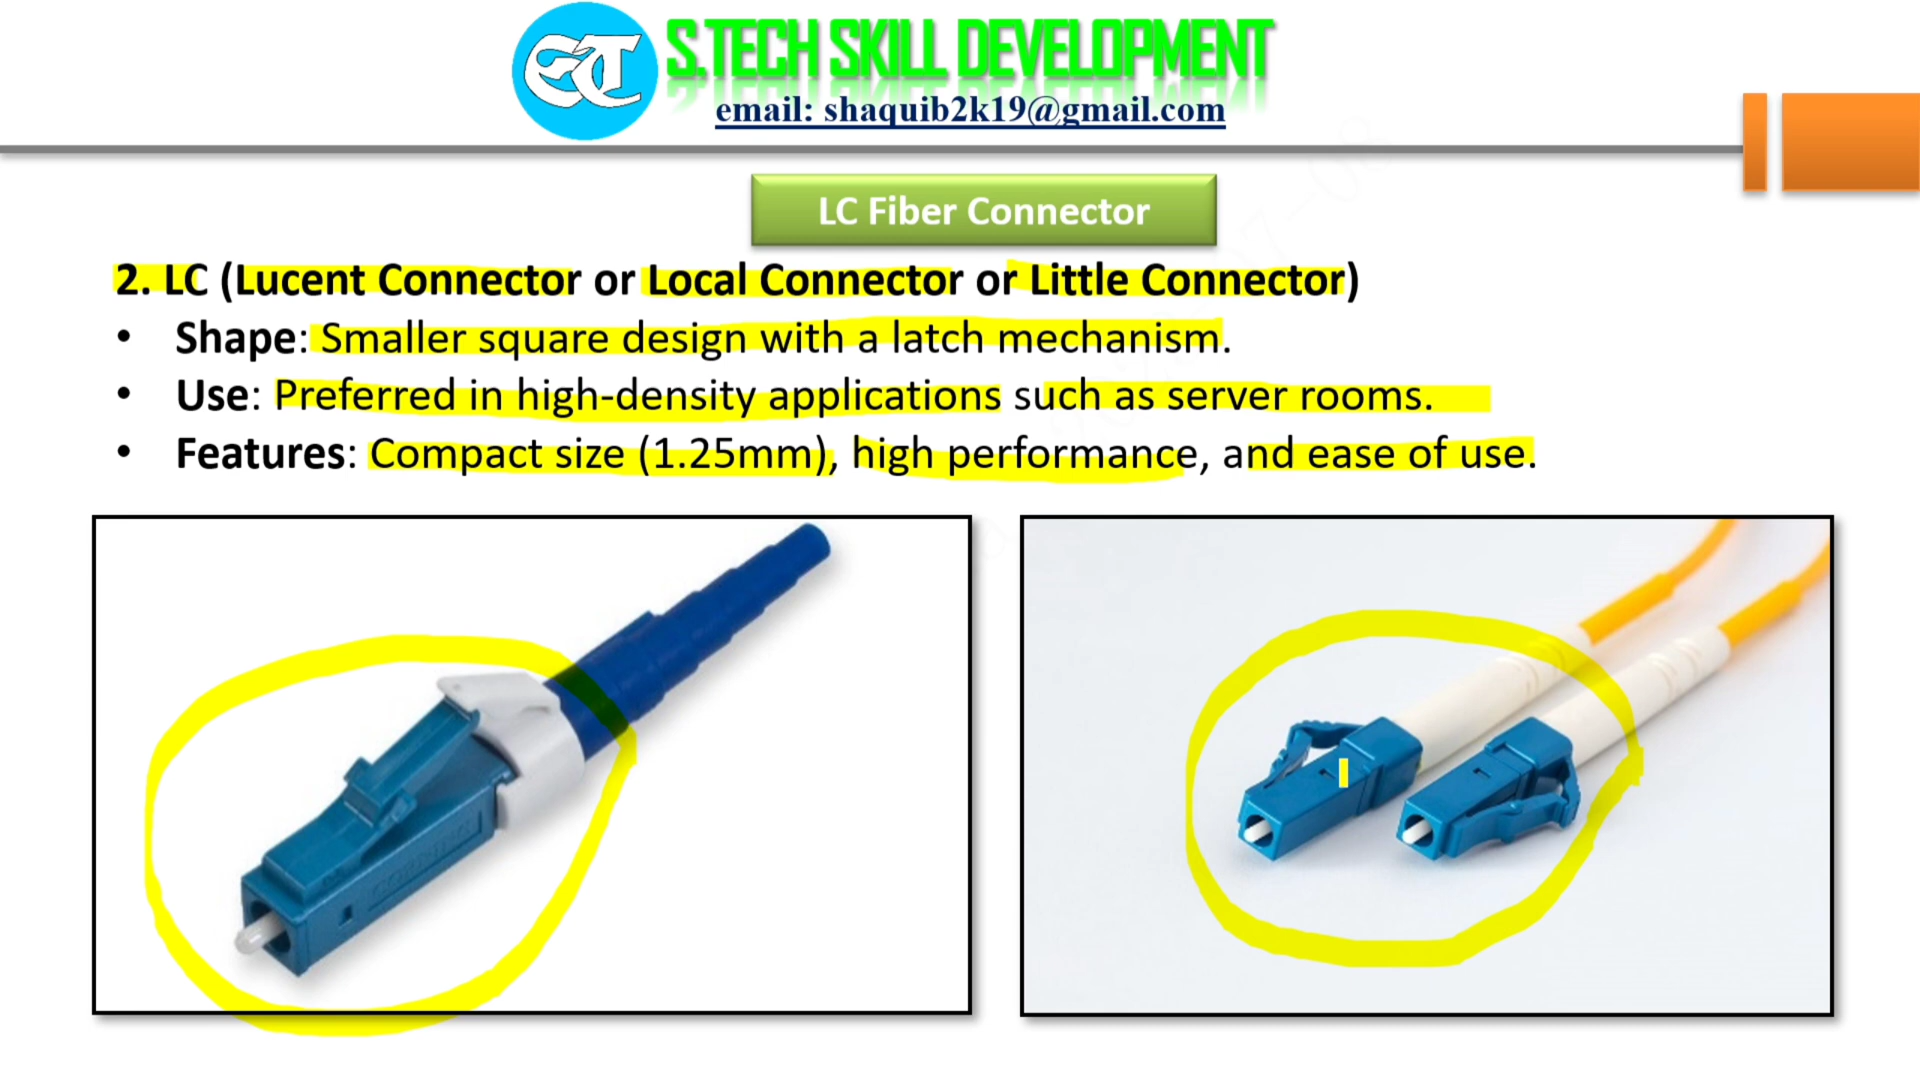 S.TECH SKILL DEVELOPMENT
email: shaquib2k19@gmail.com
LC Fiber Connector
2. LC (Lucent Connector or Local Connector or Little Connector)
• Shape: Smaller square design with a latch mechanism.
• Use: Preferred in high-density applications such as server rooms.
• Features: Compact size (1.25mm), high performance, and ease of use.